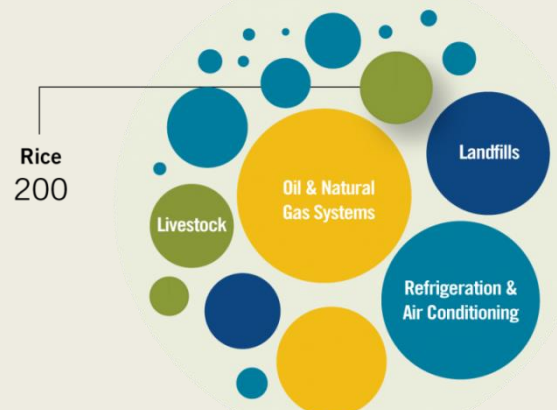 Rice
200
Landfills
Oil & Natural
Gas Systems
Livestock
Refrigeration &
Air Conditioning